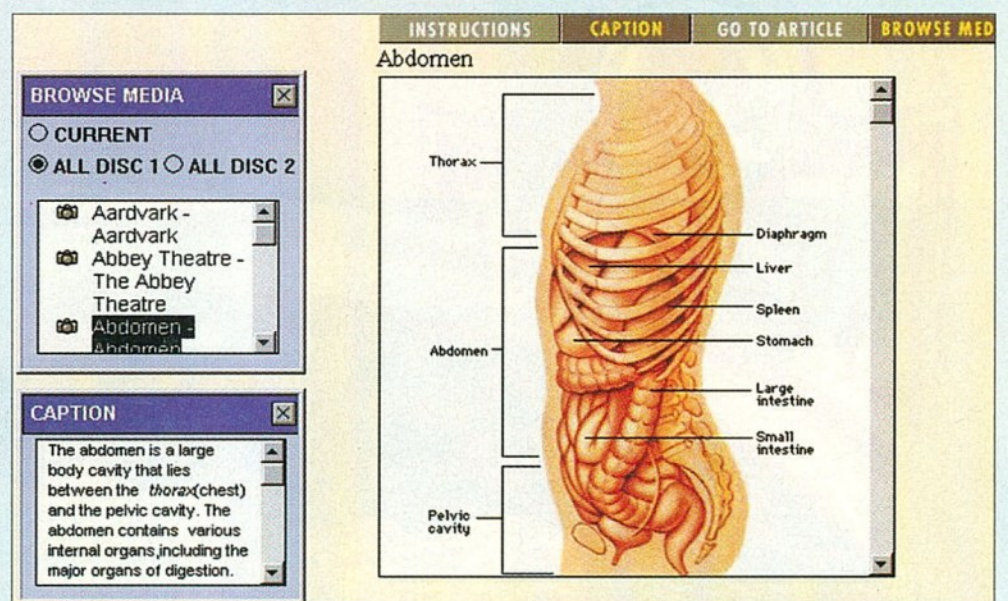 INSTRUCTIONS CAPTION GO TO ARTICLE BROWSE MED
Abdomen
BROWSE MEDIA
CURRENT
ALL DISC 1 ALL DISC 2
Aardvark -
Aardvark
Abbey Theatre -
The Abbey
Theatre
Abdomen -
Abdomen
CAPTION
The abdomen is a large
body cavity that lies
between the thorax(chest)
and the pelvic cavity. The
abdomen contains various
internal organs,including the
major organs of digestion.
Thorax
Abdomen
Pelvic
cavity
Diaphragm
Liver
Spleen
Stomach
Large
intestine
Small
intestine